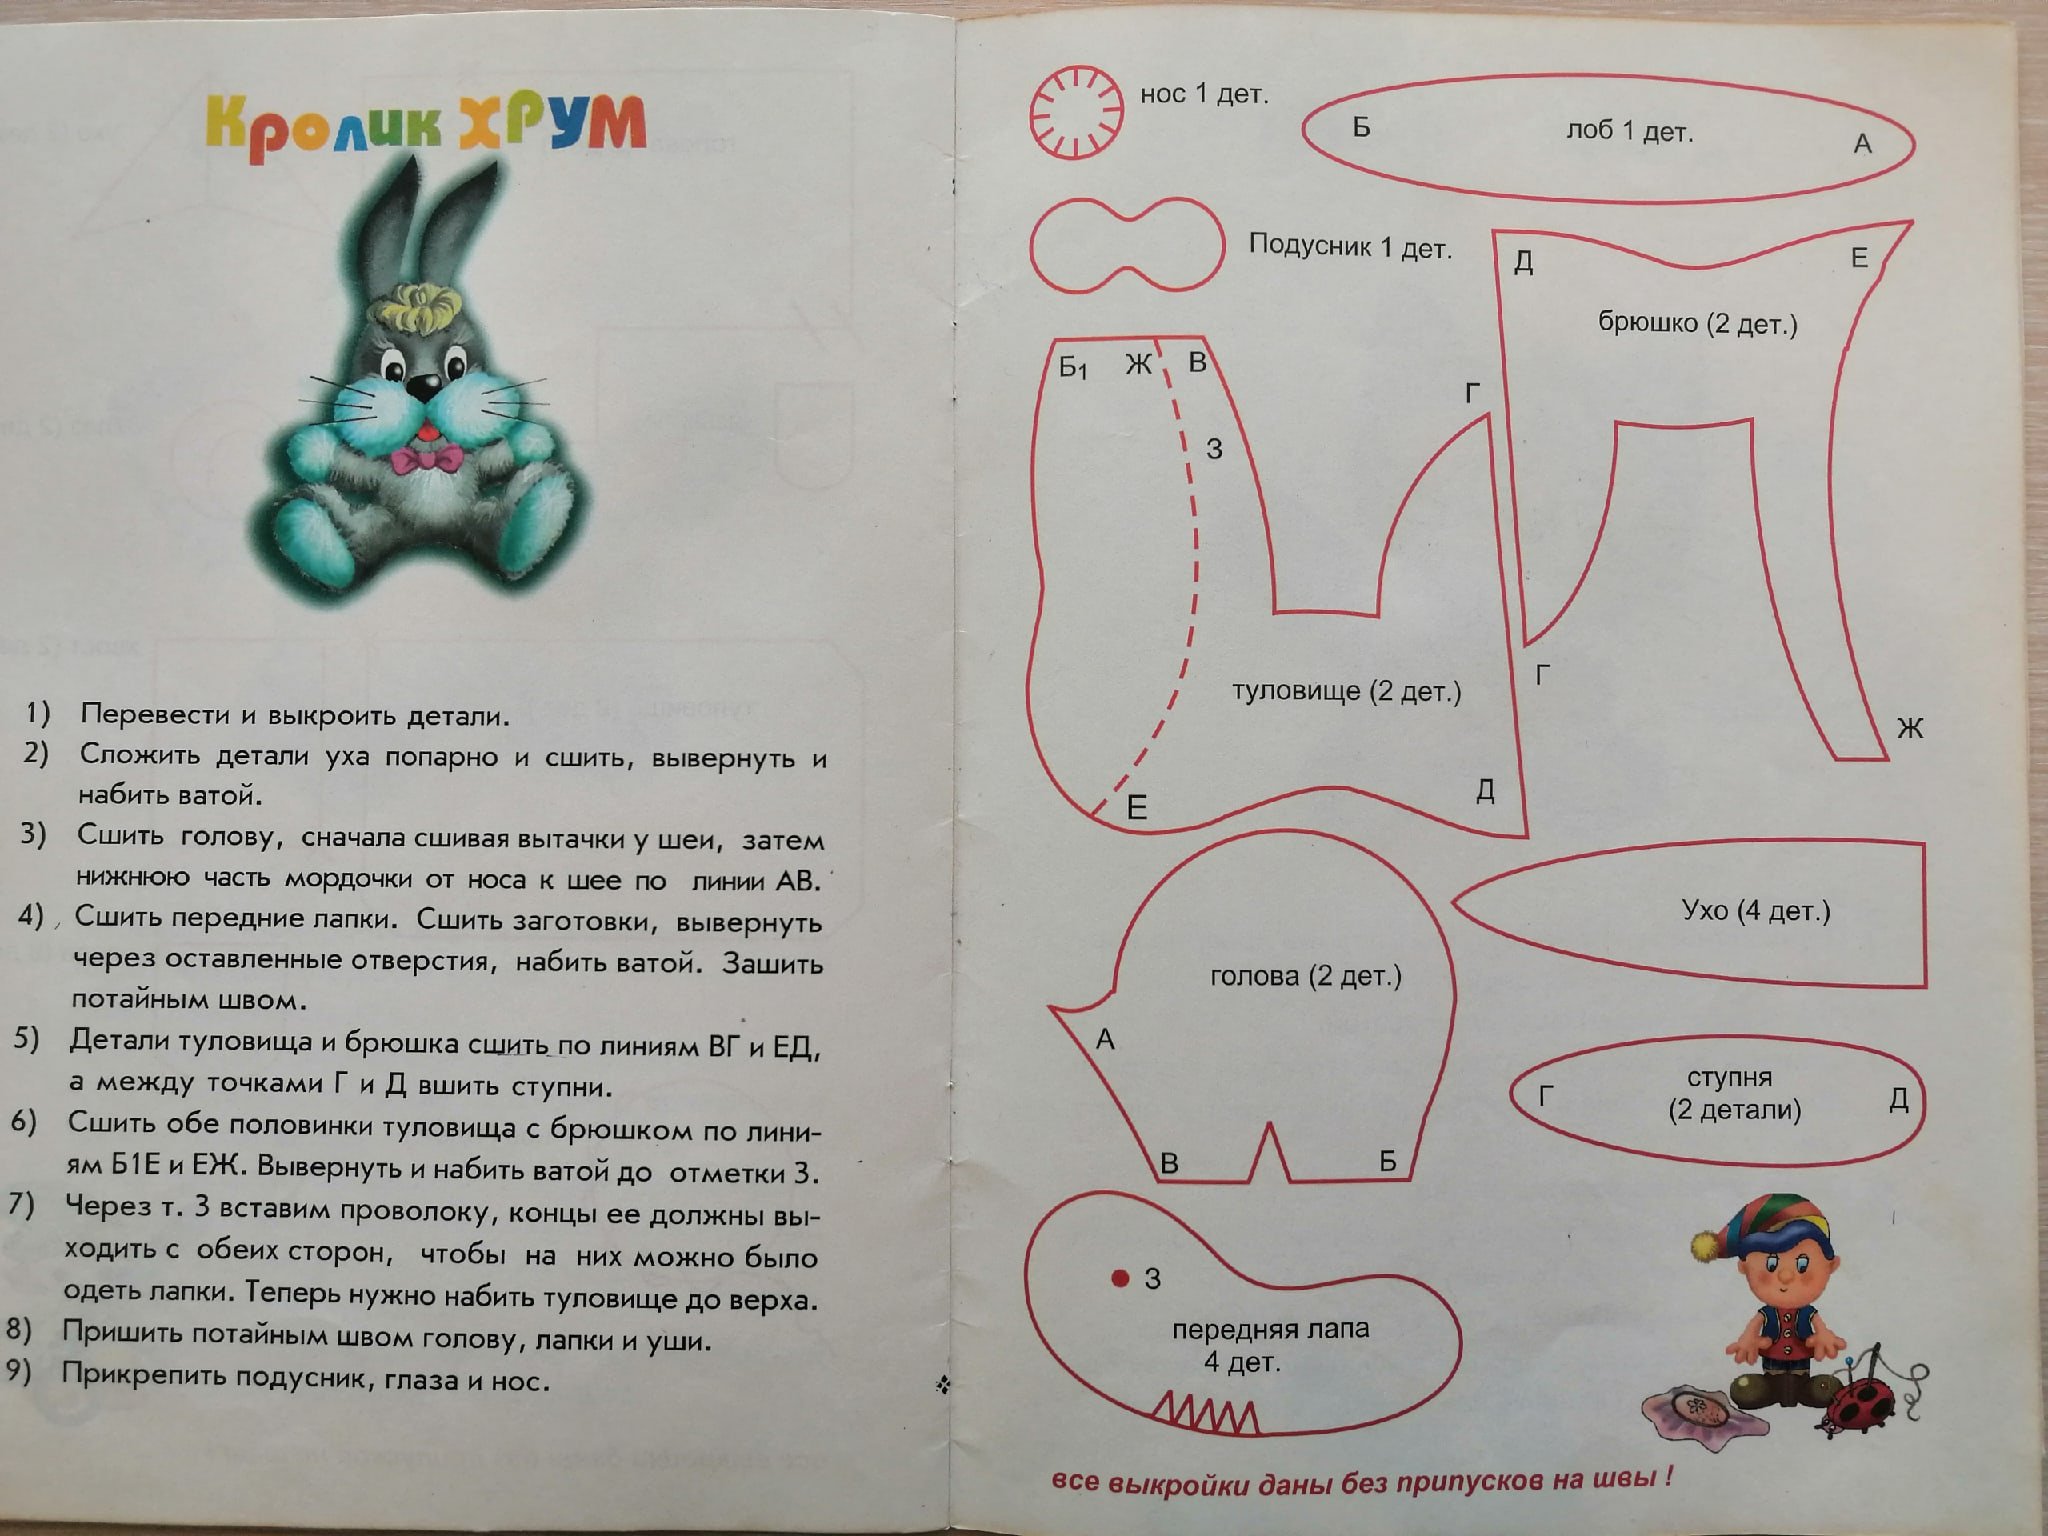 Кролик ХРУМ
1) Перевести и выкроить детали.
2) Сложить детали уха попарно и сшить, вывернуть и
набить ватой.
3) Сшить голову, сначала сшивая вытачки у шеи, затем
нижнюю часть мордочки от носа к шее по линии АВ.
4) Сшить передние лапки. Сшить заготовки, вывернуть
через оставленные отверстия, набить ватой. Зашить
потайным швом.
5) Детали туловища и брюшка сшить по линиям ВГ и ЕД,
а между точками Г и Д вшить ступни.
6) Сшить обе половинки туловища с брюшком по лини-
ям Б1Е и ЕЖ. Вывернуть и набить ватой до отметки З.
7) Через т. З вставим проволоку, концы ее должны вы-
ходить с обеих сторон, чтобы на них можно было
одеть лапки. Теперь нужно набить туловище до верха.
8) Пришить потайным швом голову, лапки и уши.
9) Прикрепить подусник, глаза и нос.
нос 1 дет.
Б лоб 1 дет. А
Подусник 1 дет.
Д Е
брюшко (2 дет.)
Б1 Ж В
Г
З
туловище (2 дет.)
Г
Ж
Е Д
Ухо (4 дет.)
голова (2 дет.)
А
В Б
ступня
Г Д
(2 детали)
З
передняя лапа
4 дет.
все выкройки даны без припусков на швы !